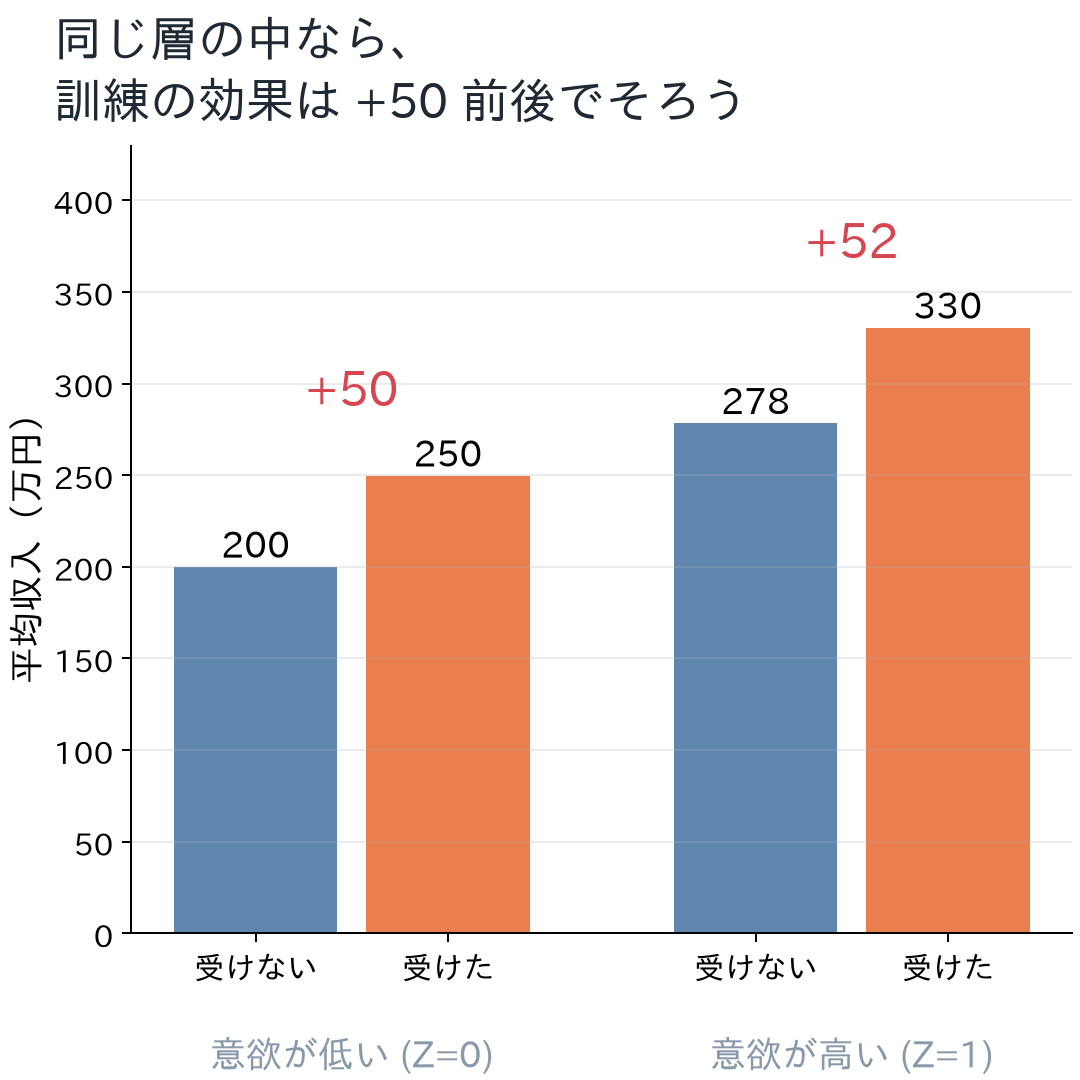 同じ層の中なら、
訓練の効果は +50 前後でそろう
平均収入（万円）
400
350
300
250
200
150
100
50
0
+50
+52
200
250
278
330
受けない
受けた
受けない
受けた
意欲が低い (Z=0)
意欲が高い (Z=1)